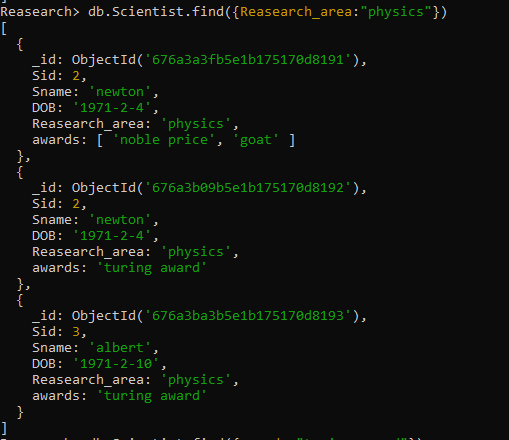 Reasearch> db.Scientist.find({Reasearch_area:"physics"})
[
  {
    _id: ObjectId('676a3a3fb5e1b175170d8191'),
    Sid: 2,
    Sname: 'newton',
    DOB: '1971-2-4',
    Reasearch_area: 'physics',
    awards: [ 'noble price', 'goat' ]
  },
  {
    _id: ObjectId('676a3b09b5e1b175170d8192'),
    Sid: 2,
    Sname: 'newton',
    DOB: '1971-2-4',
    Reasearch_area: 'physics',
    awards: 'turing award'
  },
  {
    _id: ObjectId('676a3ba3b5e1b175170d8193'),
    Sid: 3,
    Sname: 'albert',
    DOB: '1971-2-10',
    Reasearch_area: 'physics',
    awards: 'turing award'
  }
]